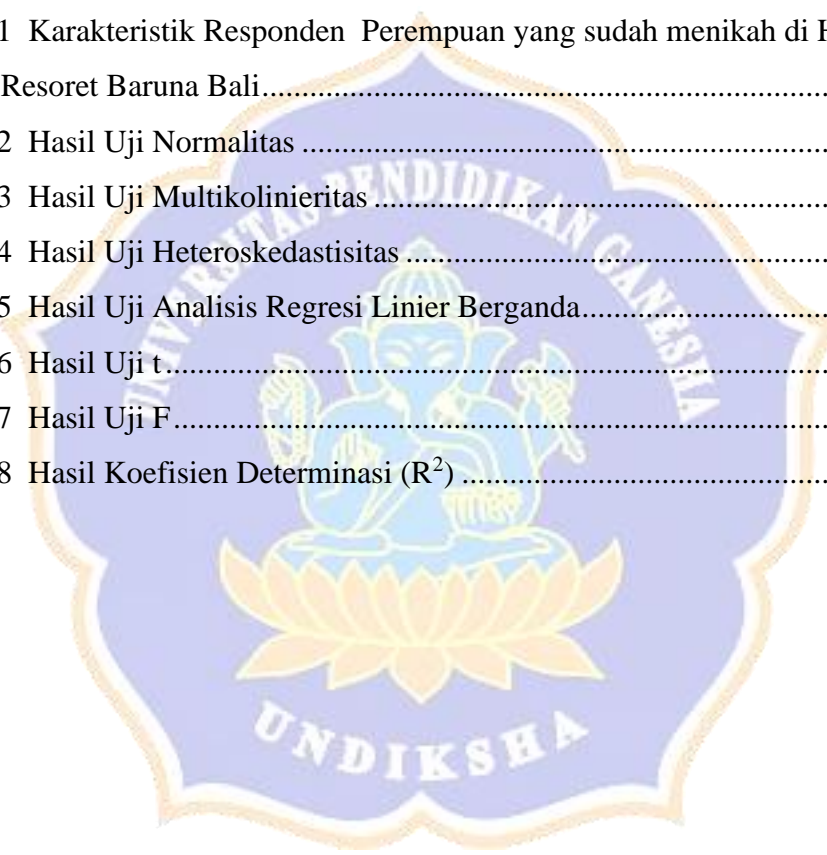 1 Karakteristik Responden Perempuan yang sudah menikah di H
Resoret Baruna Bali...........................................................................
2 Hasil Uji Normalitas ......................................................................
3 Hasil Uji Multikolinieritas .............................................................
4 Hasil Uji Heteroskedastisitas .........................................................
5 Hasil Uji Analisis Regresi Linier Berganda...................................
6 Hasil Uji t.......................................................................................
7 Hasil Uji F......................................................................................
8 Hasil Koefisien Determinasi (R²) ..................................................
UNIVERSITAS PENDIDIKAN GANESHA
UNDIKSHA